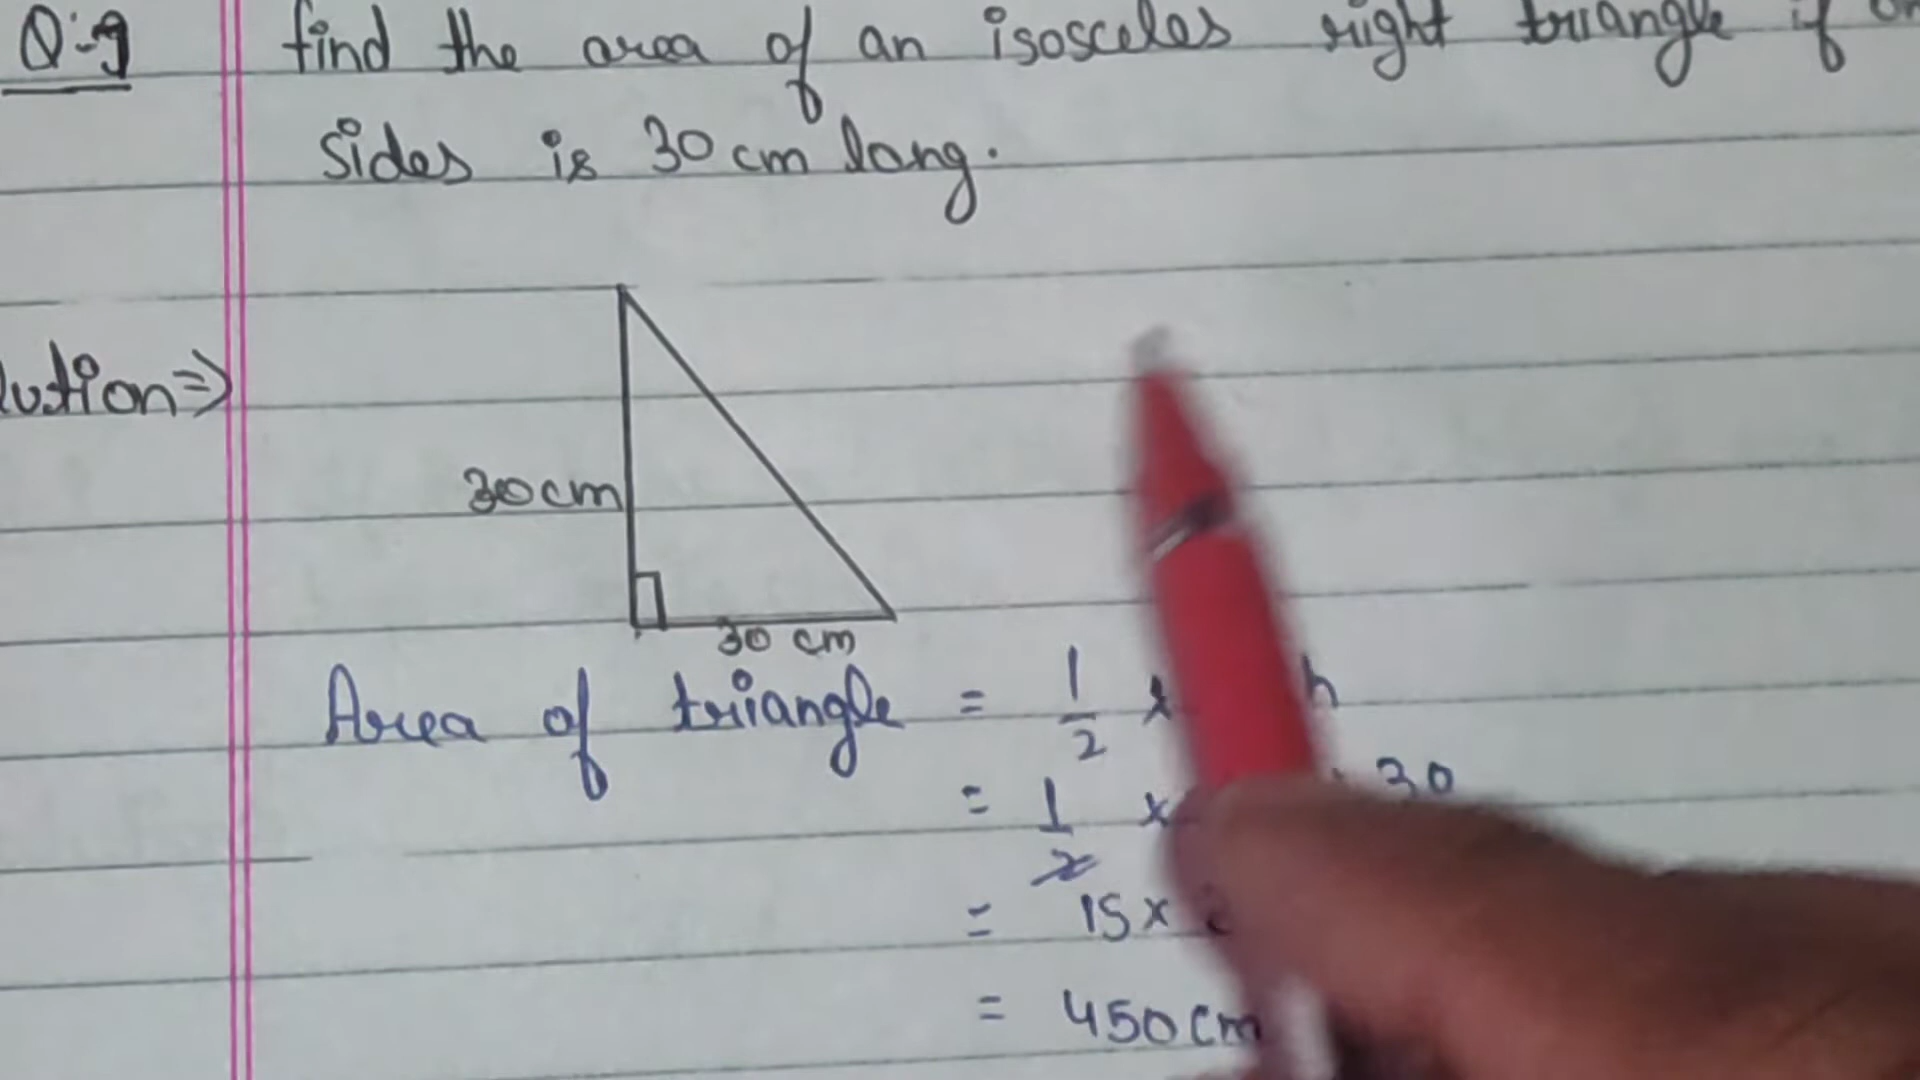 Q.-9 find the area of an isosceles right triangle if
sides is 30 cm long.
lution⇒
30cm
30 cm
Area of triangle = 1/2 x h
= 1/2 x 30
= 15 x
= 450 cm